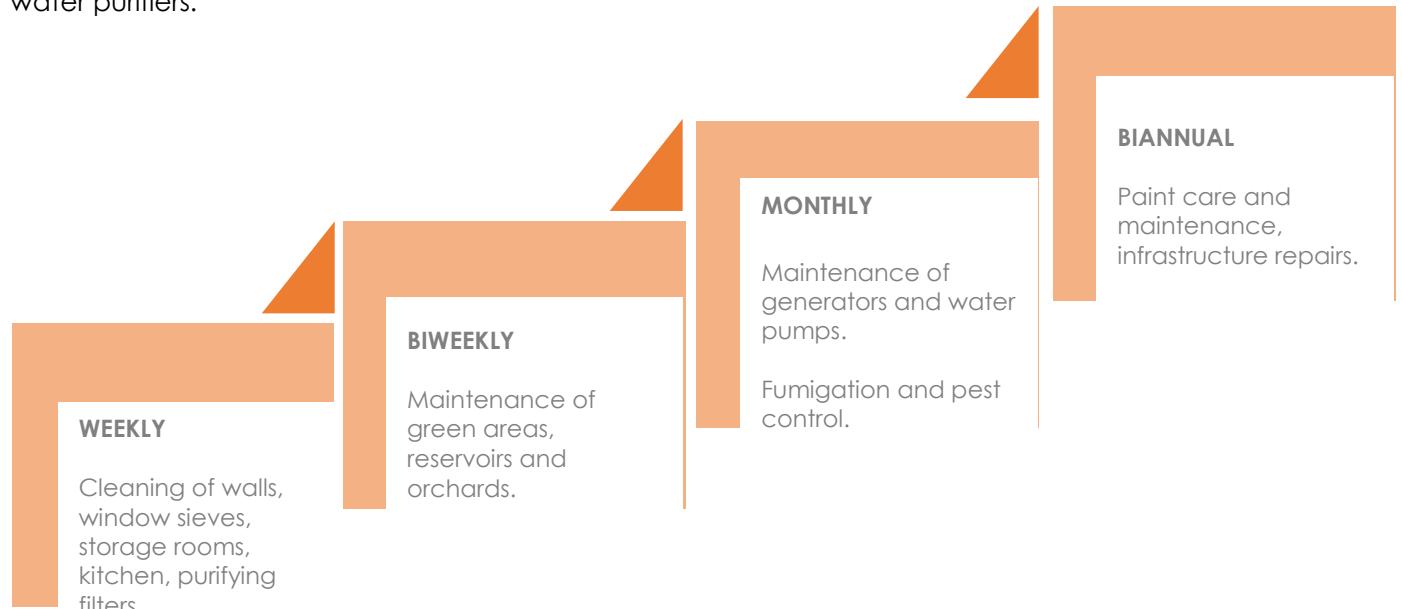 water purifiers.
WEEKLY
Cleaning of walls,
window sieves,
storage rooms,
kitchen, purifying
filters
BIWEEKLY
Maintenance of
green areas,
reservoirs and
orchards.
MONTHLY
Maintenance of
generators and water
pumps.
Fumigation and pest
control.
BIANNUAL
Paint care and
maintenance,
infrastructure repairs.